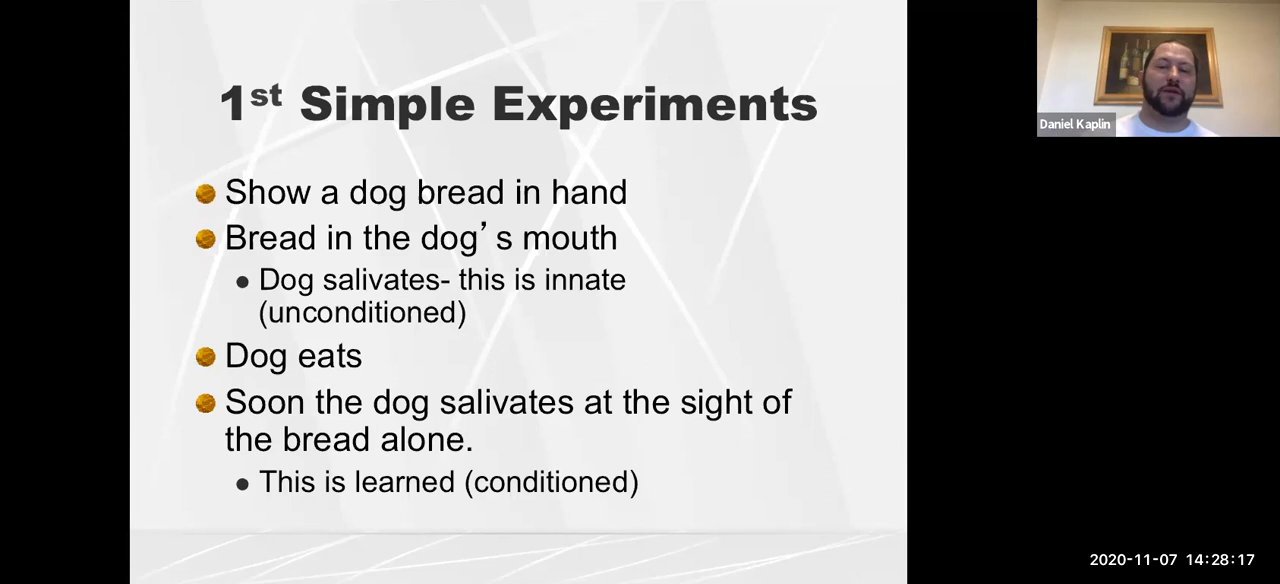 1st Simple Experiments
Show a dog bread in hand
Bread in the dog’s mouth
Dog salivates- this is innate
(unconditioned)
Dog eats
Soon the dog salivates at the sight of
the bread alone.
This is learned (conditioned)
Daniel Kaplin
2020-11-07 14:28:17